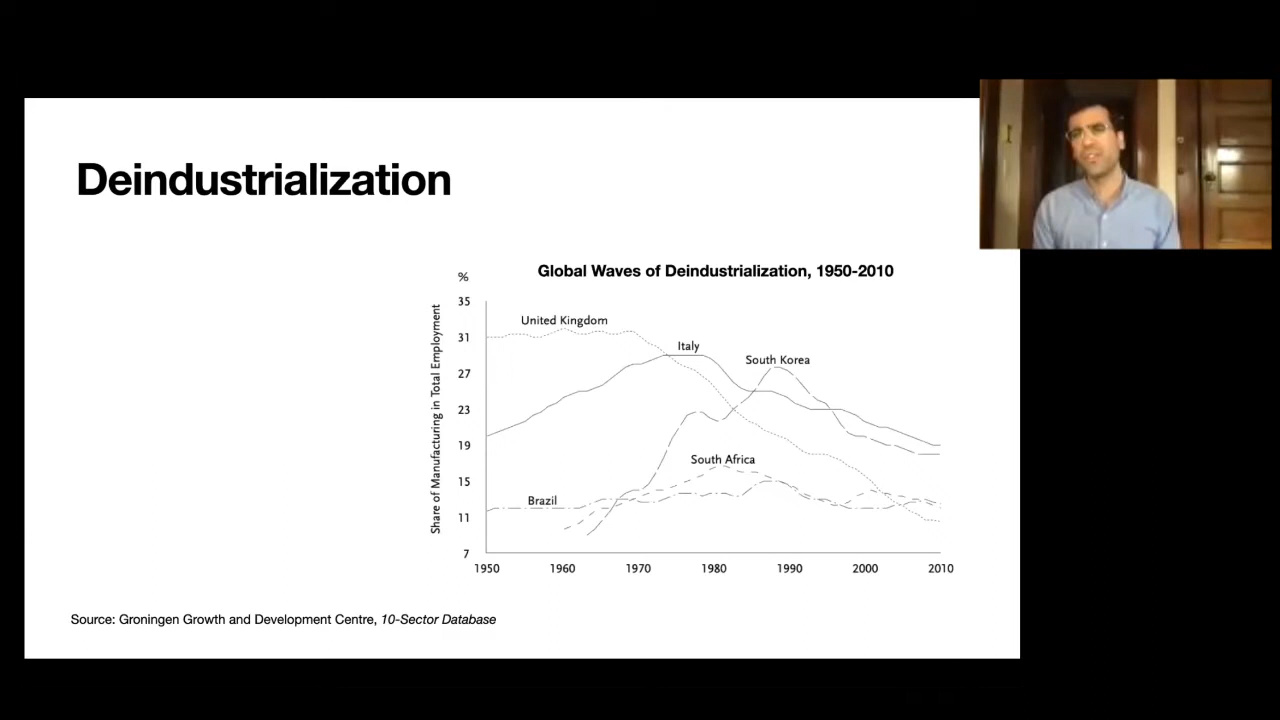 Deindustrialization
Global Waves of Deindustrialization, 1950-2010
%
Share of Manufacturing in Total Employment
35
31
27
23
19
15
11
7
United Kingdom
Italy
South Korea
South Africa
Brazil
1950 1960 1970 1980 1990 2000 2010
Source: Groningen Growth and Development Centre, 10-Sector Database